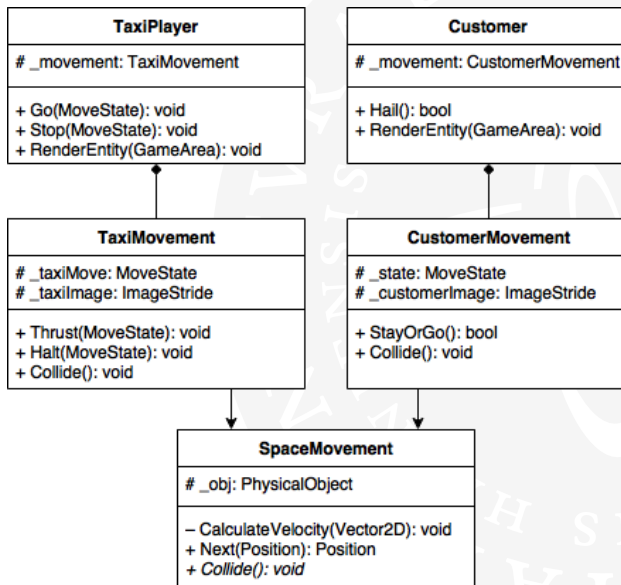 TaxiPlayer
# _movement: TaxiMovement
+ Go(MoveState): void
+ Stop(MoveState): void
+ RenderEntity(GameArea): void
Customer
# _movement: CustomerMovement
+ Hail(): bool
+ RenderEntity(GameArea): void
TaxiMovement
# _taxiMove: MoveState
# _taxiImage: ImageStride
+ Thrust(MoveState): void
+ Halt(MoveState): void
+ Collide(): void
CustomerMovement
# _state: MoveState
# _customerImage: ImageStride
+ StayOrGo(): bool
+ Collide(): void
SpaceMovement
# _obj: PhysicalObject
– CalculateVelocity(Vector2D): void
+ Next(Position): Position
+ Collide(): void